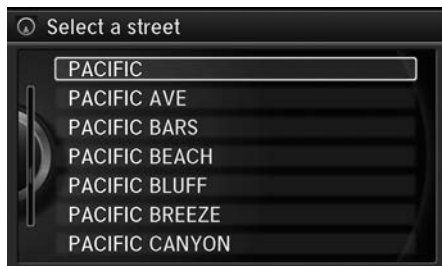 Select a street
PACIFIC
PACIFIC AVE
PACIFIC BARS
PACIFIC BEACH
PACIFIC BLUFF
PACIFIC BREEZE
PACIFIC CANYON